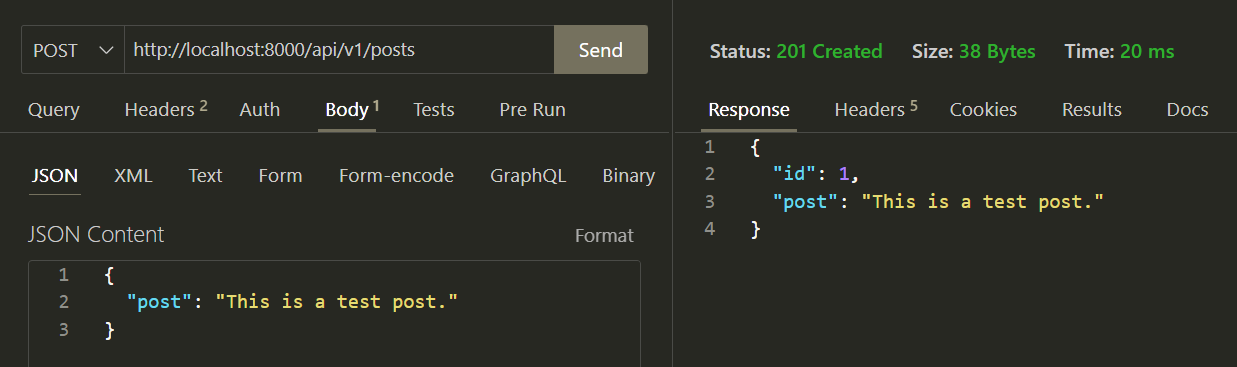 POST http://localhost:8000/api/v1/posts Send
Query Headers 2 Auth Body 1 Tests Pre Run
JSON XML Text Form Form-encode GraphQL Binary
JSON Content Format
1 {
2 "post": "This is a test post."
3 }
Status: 201 Created Size: 38 Bytes Time: 20 ms
Response Headers 5 Cookies Results Docs
1 {
2 "id": 1,
3 "post": "This is a test post."
4 }